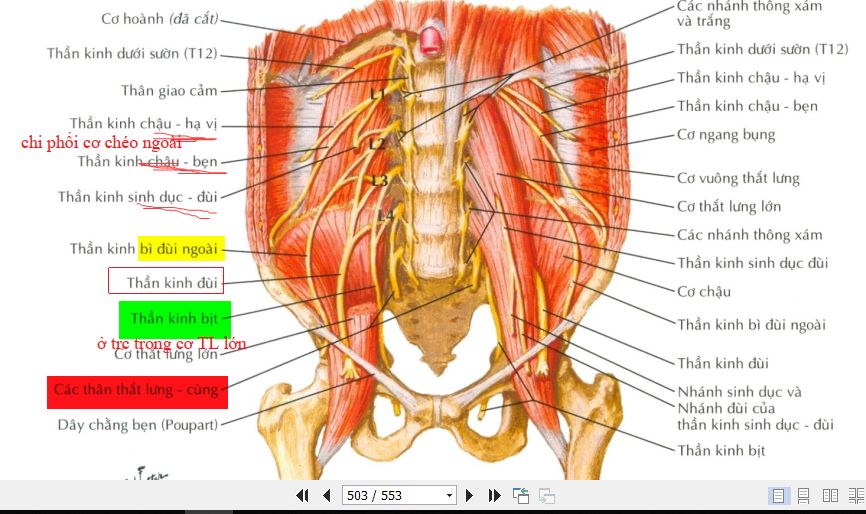 Cơ hoành (đã cắt)
Thần kinh dưới sườn (T12)
Thân giao cảm
L1
Thần kinh chậu - hạ vị
chi phối cơ chéo ngoài
L2
Thần kinh chậu - bẹn
L3
Thần kinh sinh dục - đùi
L4
Thần kinh bì đùi ngoài
Thần kinh đùi
Thần kinh bịt
ở trc trong cơ TL lớn
Cơ thắt lưng lớn
Các thân thắt lưng - cùng
Dây chằng bẹn (Poupart)
Các nhánh thông xám
và trắng
Thần kinh dưới sườn (T12)
Thần kinh chậu - hạ vị
Thần kinh chậu - bẹn
Cơ ngang bụng
Cơ vuông thắt lưng
Cơ thắt lưng lớn
Các nhánh thông xám
Thần kinh sinh dục đùi
Cơ chậu
Thần kinh bì đùi ngoài
Thần kinh đùi
Nhánh sinh dục và
Nhánh đùi của
thần kinh sinh dục - đùi
Thần kinh bịt
503 / 553